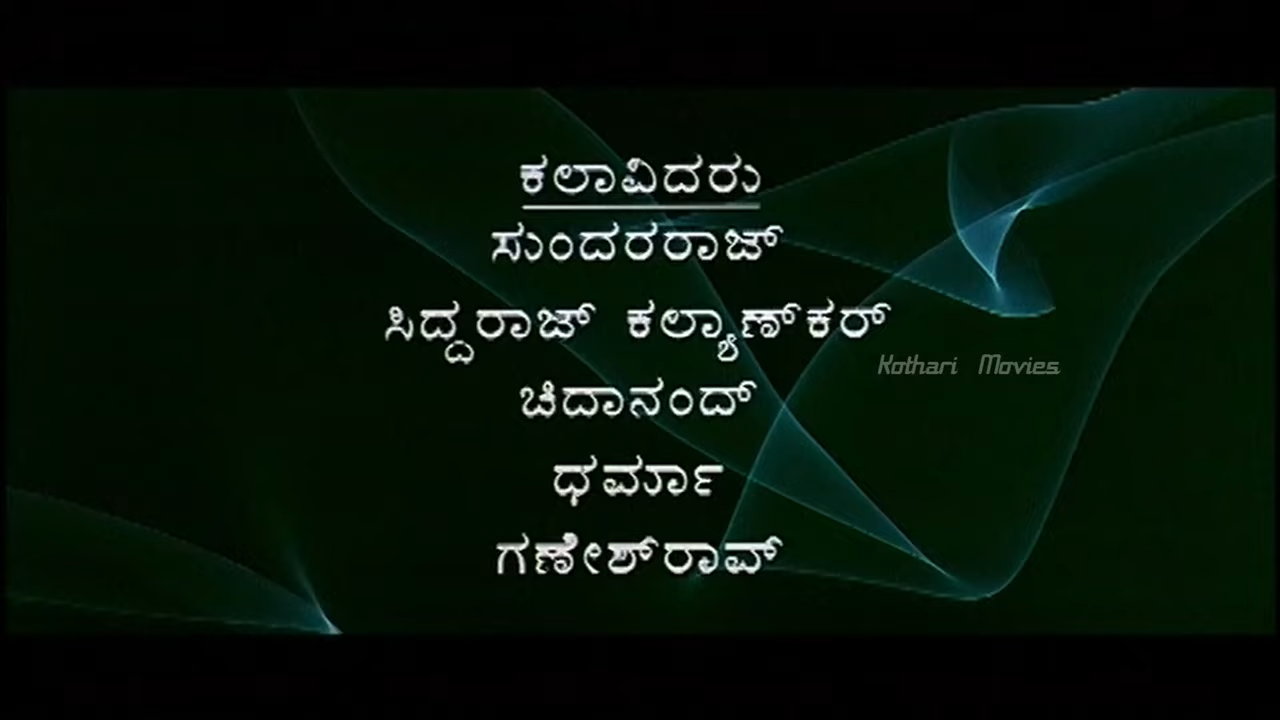 ಕಲಾವಿದರು
ಸುಂದರರಾಜ್
ಸಿದ್ದರಾಜ್ ಕಲ್ಯಾಣ್‌ಕರ್
Kothari Movies
ಚಿದಾನಂದ್
ಧರ್ಮಾ
ಗಣೇಶ್‌ರಾವ್